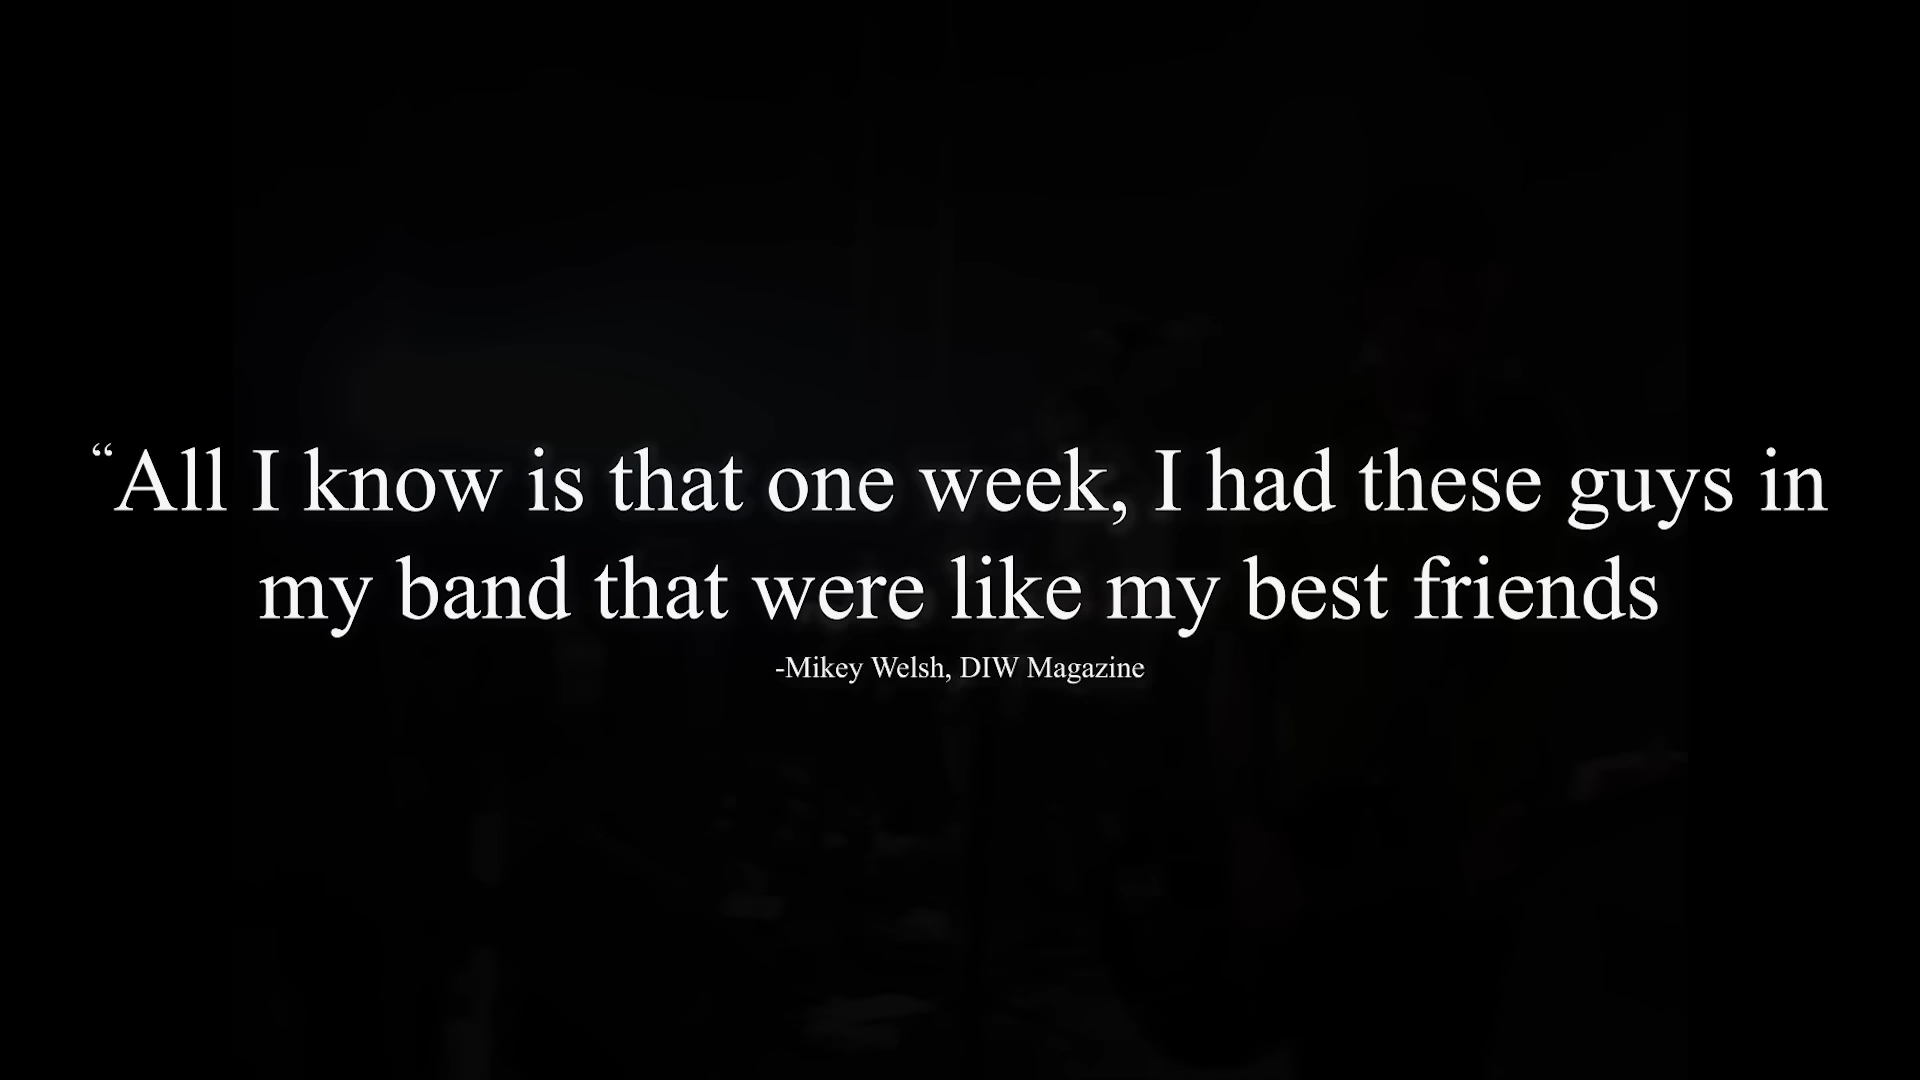 “All I know is that one week, I had these guys in
my band that were like my best friends
-Mikey Welsh, DIW Magazine